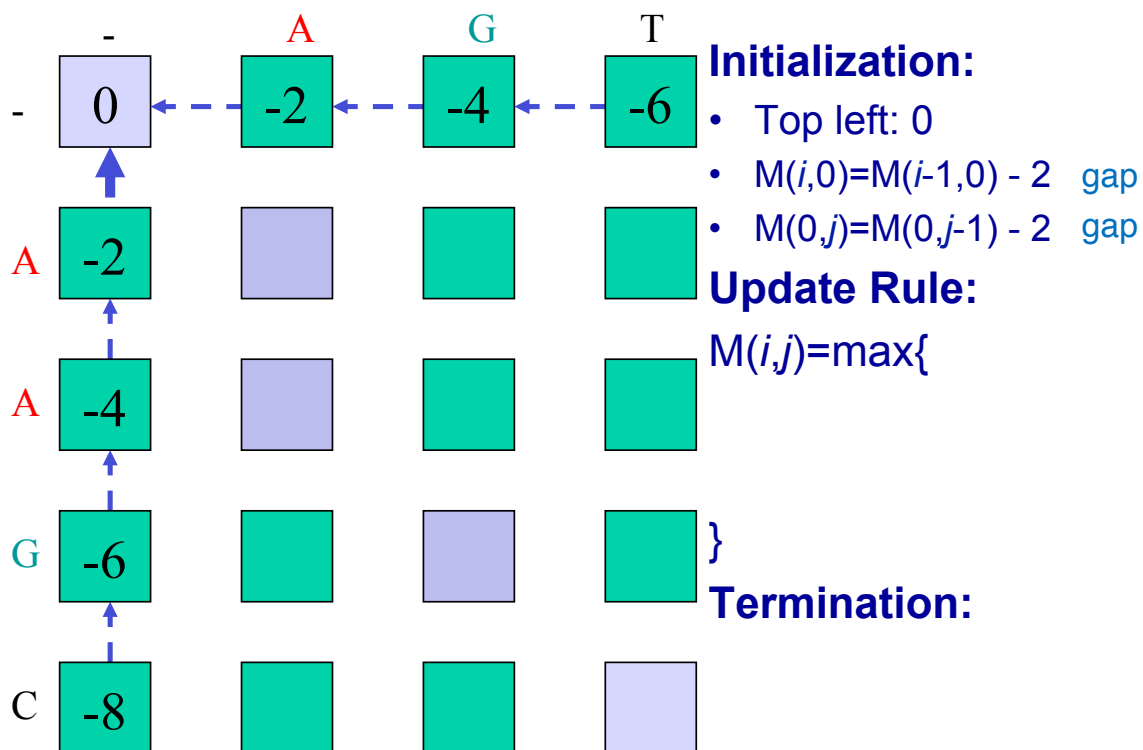 - A G T
- 0 -2 -4 -6
A -2
A -4
G -6
C -8
Initialization:
• Top left: 0
• M(i,0)=M(i-1,0) - 2 gap
• M(0,j)=M(0,j-1) - 2 gap
Update Rule:
M(i,j)=max{
}
Termination: